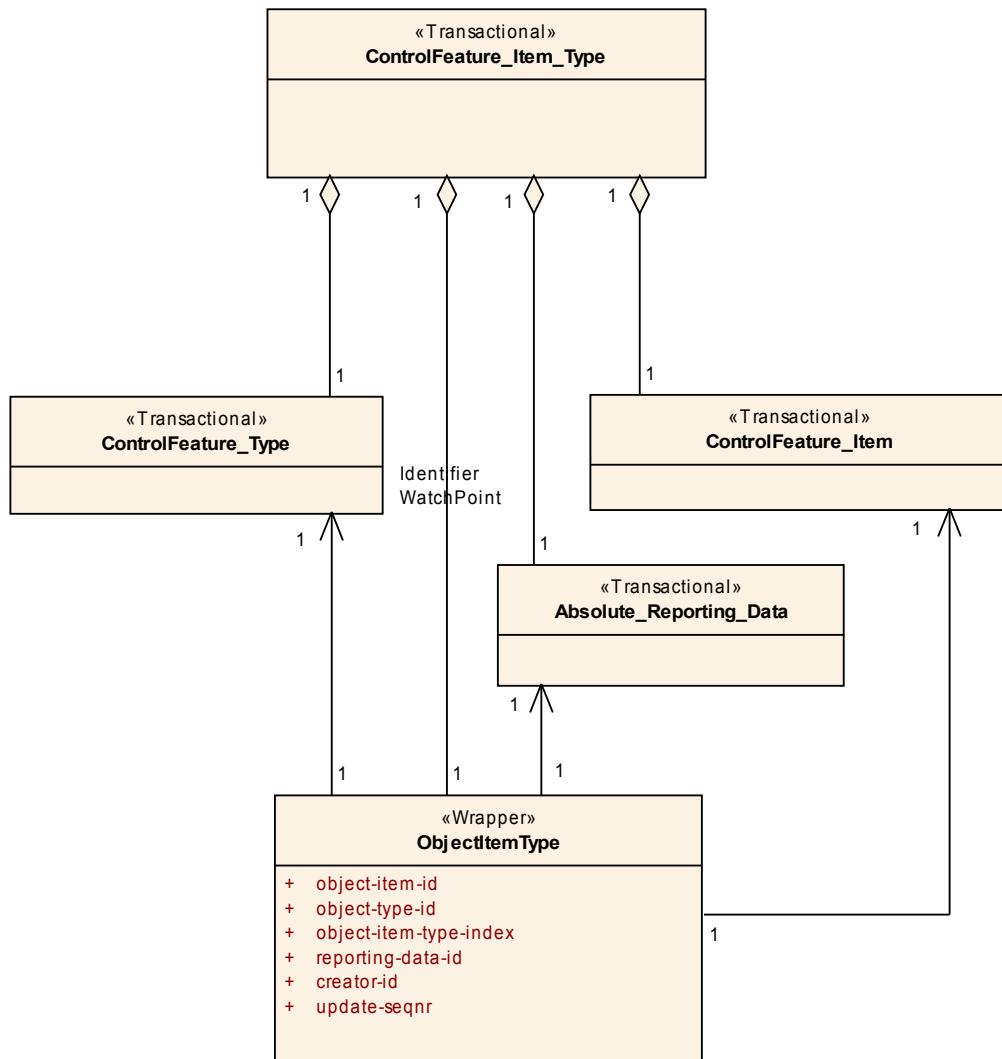 «Transactional»
ControlFeature_Item_Type
1
1
1
1
1
1
«Transactional»
ControlFeature_Type
«Transactional»
ControlFeature_Item
Identifier
WatchPoint
1
1
1
«Transactional»
Absolute_Reporting_Data
1
1
1
1
«Wrapper»
ObjectItemType
+ object-item-id
+ object-type-id
+ object-item-type-index
+ reporting-data-id
+ creator-id
+ update-seqnr
1